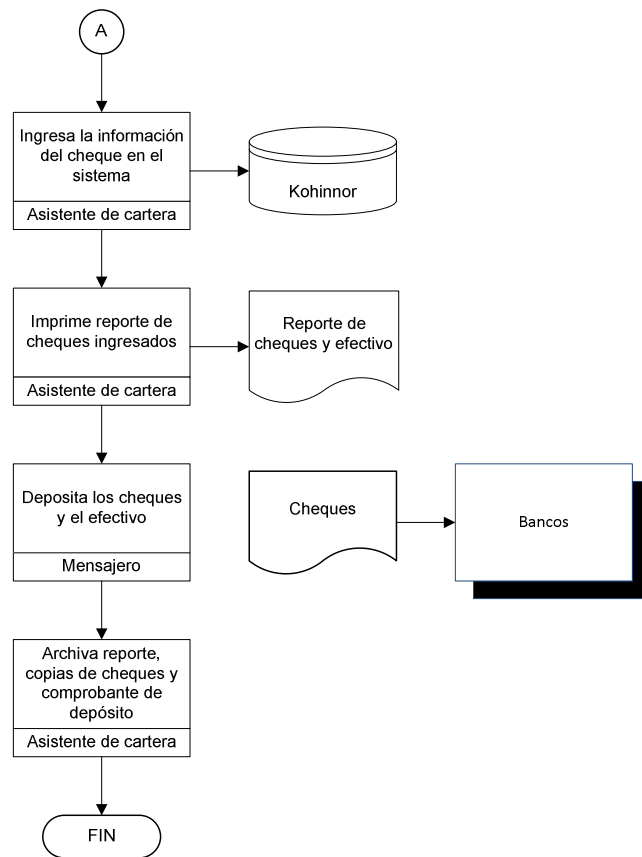 A
Ingresa la información
del cheque en el
sistema
Asistente de cartera
Kohinnor
Imprime reporte de
cheques ingresados
Asistente de cartera
Reporte de
cheques y efectivo
Deposita los cheques
y el efectivo
Mensajero
Cheques
Bancos
Archiva reporte,
copias de cheques y
comprobante de
depósito
Asistente de cartera
FIN